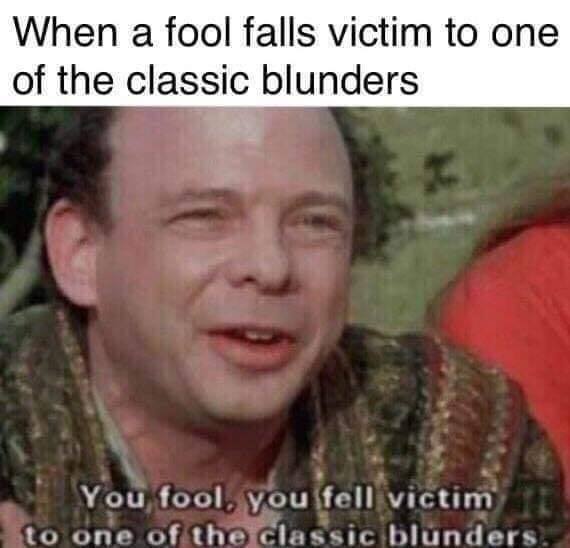 When a fool falls victim to one
of the classic blunders
You fool, you fell victim
to one of the classic blunders.